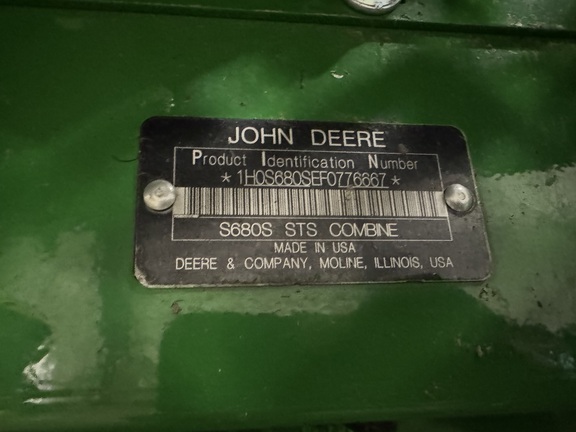 JOHN DEERE
Product Identification Number
*1H0S680SEF0776667*
S680S STS COMBINE
MADE IN USA
DEERE & COMPANY, MOLINE, ILLINOIS, USA